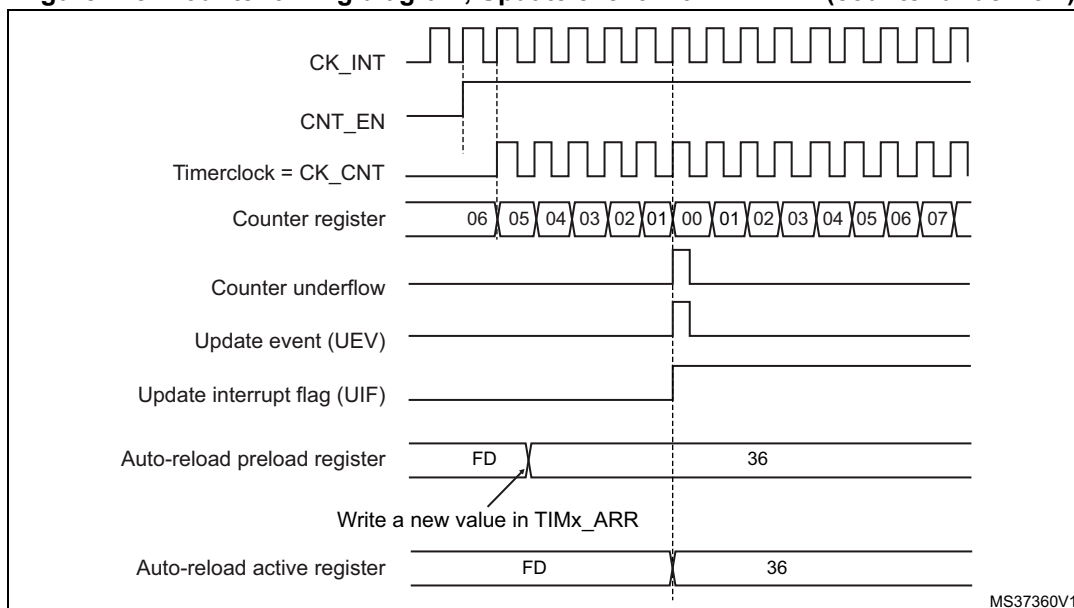 CK_INT
CNT_EN
Timerclock = CK_CNT
Counter register 06 05 04 03 02 01 00 01 02 03 04 05 06 07
Counter underflow
Update event (UEV)
Update interrupt flag (UIF)
Auto-reload preload register FD 36
Write a new value in TIMx_ARR
Auto-reload active register FD 36
MS37360V1